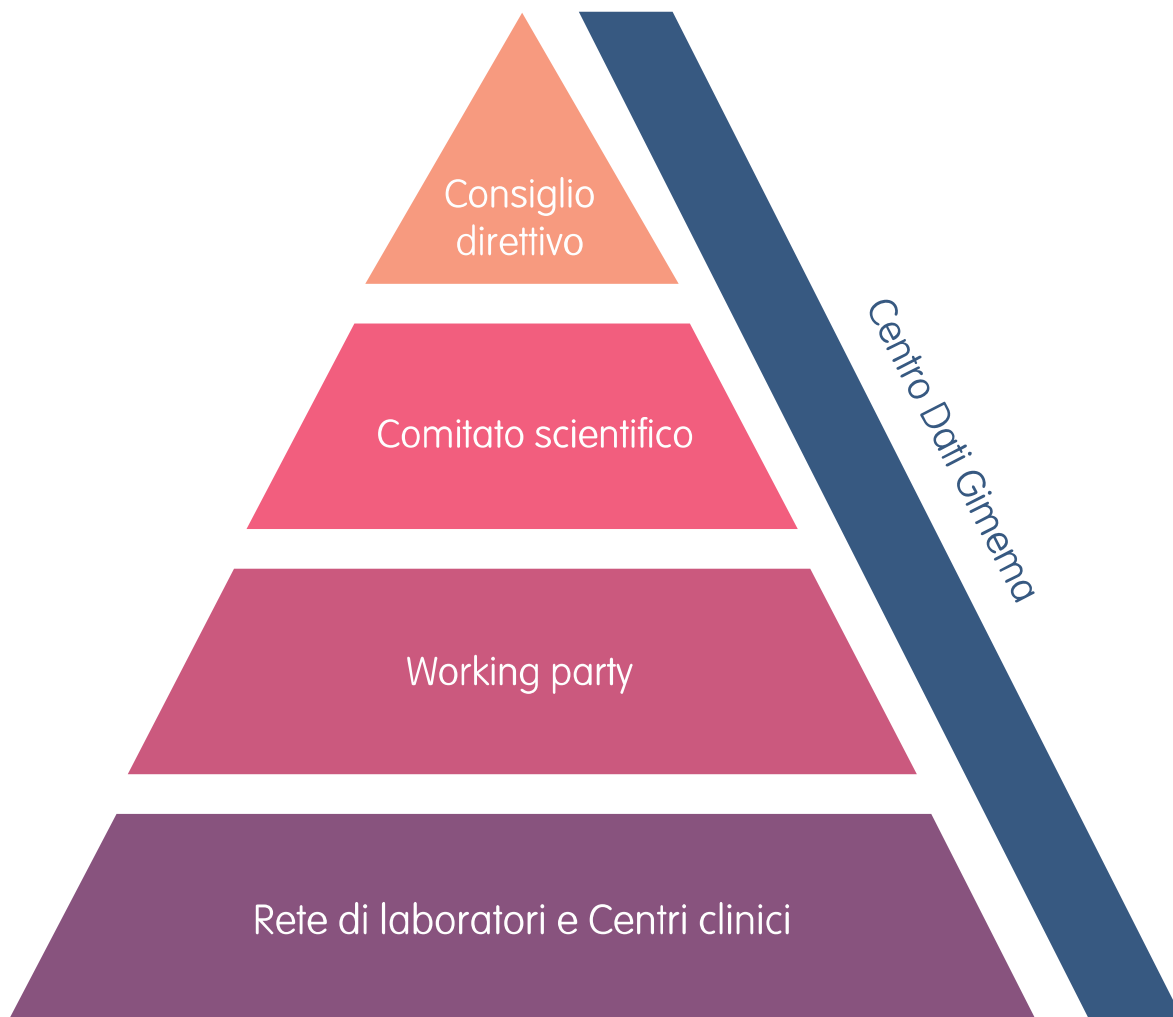 Consiglio
direttivo
Comitato scientifico
Centro Dati Gimema
Working party
Rete di laboratori e Centri clinici